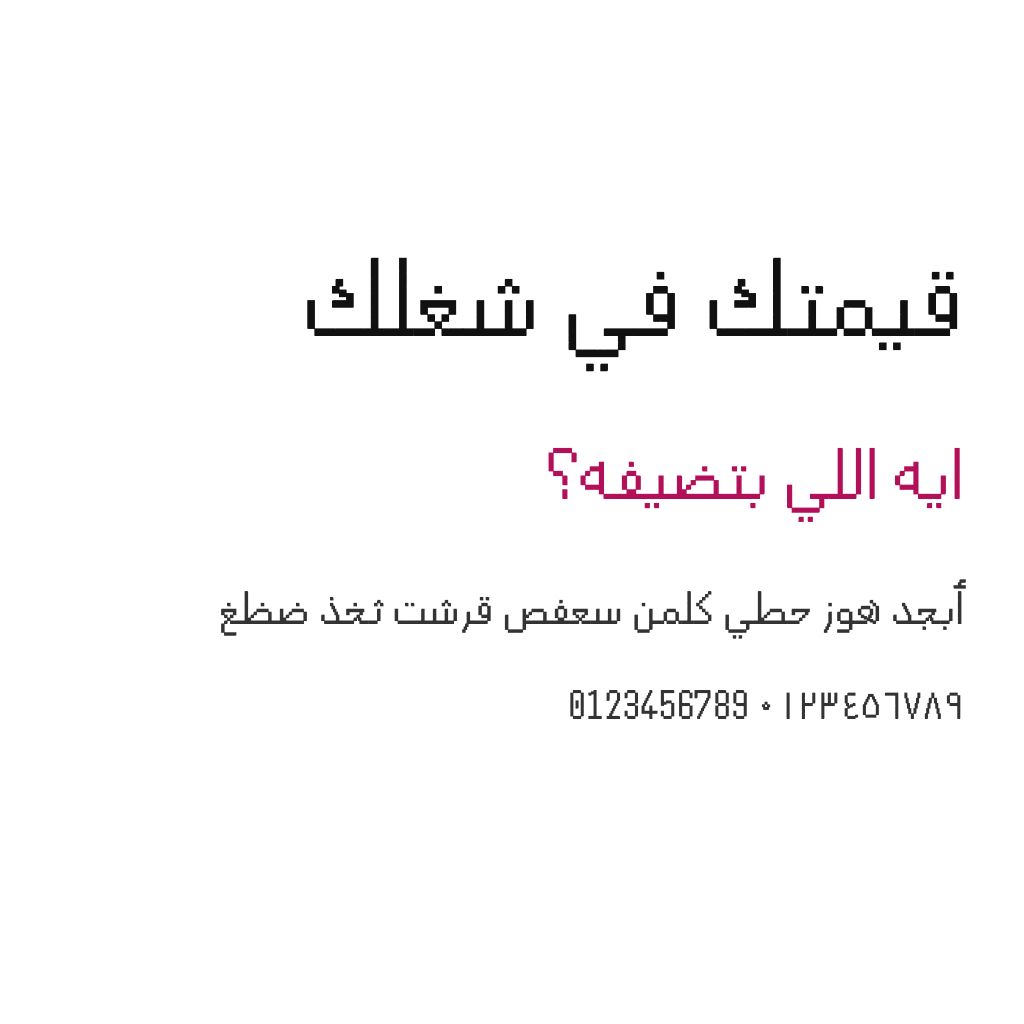 قيمتك في شغلك
ايه اللي بتضيفه؟
أبجد هوز حطي كلمن سعفص قرشت ثخذ ضظغ
٠١٢٣٤٥٦٧٨٩ 0123456789